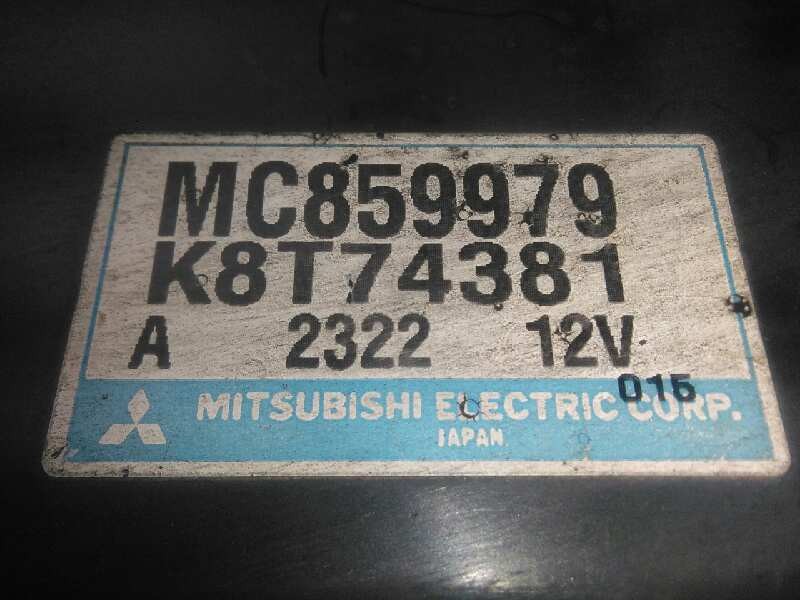 MC859979
K8T74381
A 2322 12V
015
MITSUBISHI ELECTRIC CORP.
JAPAN